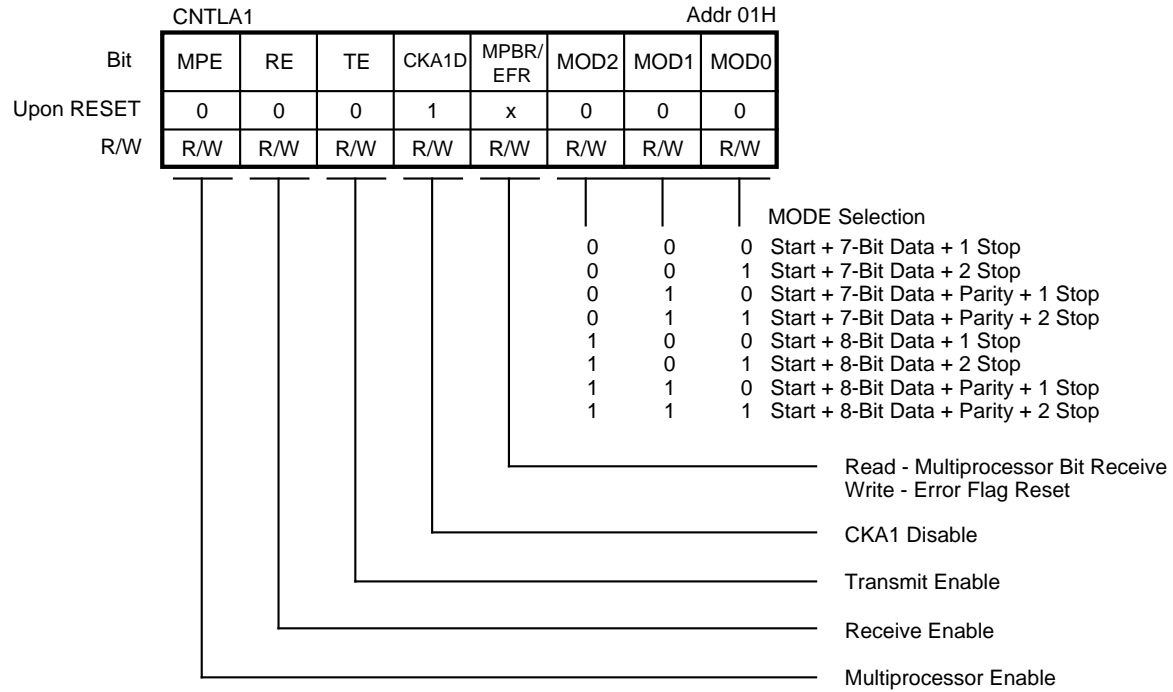 CNTLA1 Addr 01H
Bit MPE RE TE CKA1D MPBR/ EFR MOD2 MOD1 MOD0
Upon RESET 0 0 0 1 x 0 0 0
R/W R/W R/W R/W R/W R/W R/W R/W R/W
MODE Selection
0 0 0 Start + 7-Bit Data + 1 Stop
0 0 1 Start + 7-Bit Data + 2 Stop
0 1 0 Start + 7-Bit Data + Parity + 1 Stop
0 1 1 Start + 7-Bit Data + Parity + 2 Stop
1 0 0 Start + 8-Bit Data + 1 Stop
1 0 1 Start + 8-Bit Data + 2 Stop
1 1 0 Start + 8-Bit Data + Parity + 1 Stop
1 1 1 Start + 8-Bit Data + Parity + 2 Stop
Read - Multiprocessor Bit Receive
Write - Error Flag Reset
CKA1 Disable
Transmit Enable
Receive Enable
Multiprocessor Enable